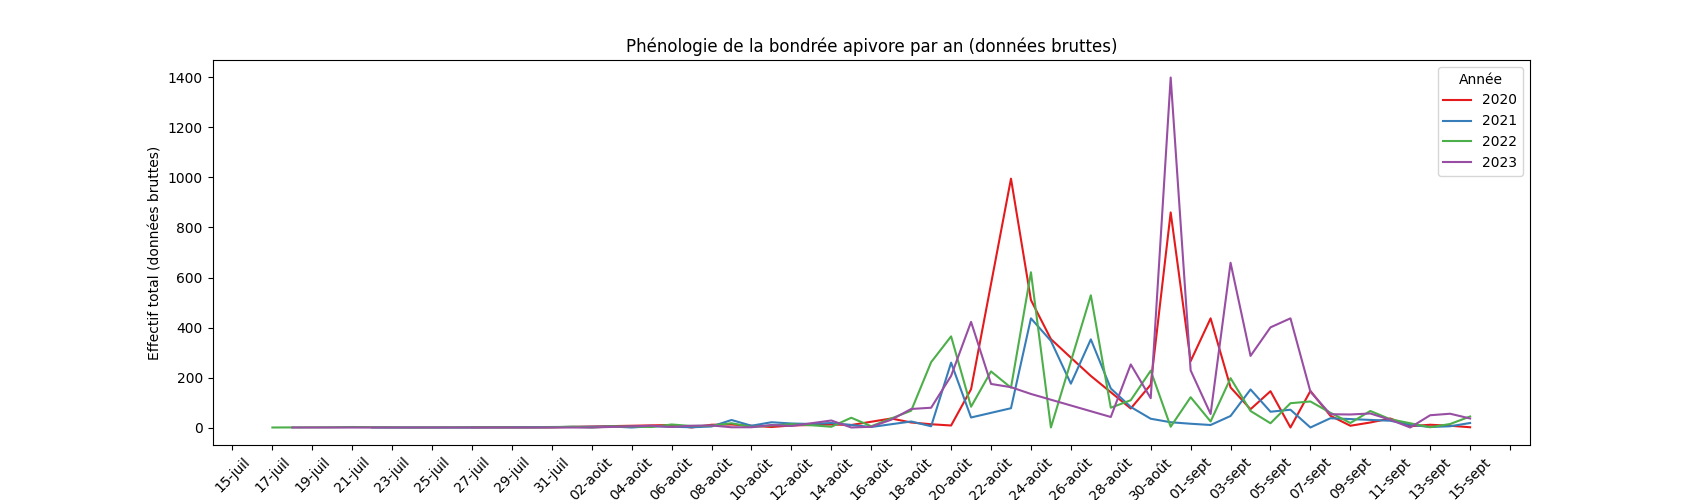 Phénologie de la bondrée apivore par an (données bruttes)
Effectif total (données bruttes)
1400
1200
1000
800
600
400
200
0
Année
2020
2021
2022
2023
15-juil
17-juil
19-juil
21-juil
23-juil
25-juil
27-juil
29-juil
31-juil
02-août
04-août
06-août
08-août
10-août
12-août
14-août
16-août
18-août
20-août
22-août
24-août
26-août
28-août
30-août
01-sept
03-sept
05-sept
07-sept
09-sept
11-sept
13-sept
15-sept